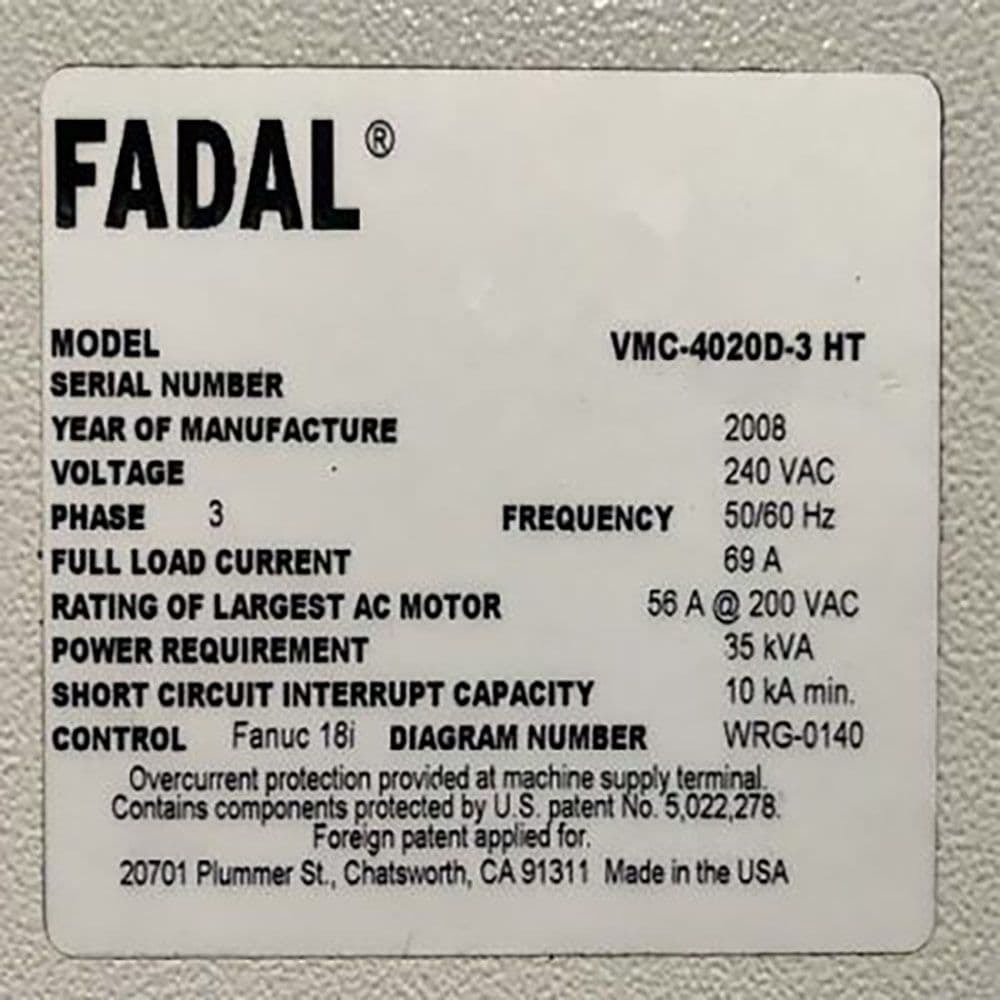 FADAL®
MODEL VMC-4020D-3 HT
SERIAL NUMBER
YEAR OF MANUFACTURE 2008
VOLTAGE 240 VAC
PHASE 3 FREQUENCY 50/60 Hz
FULL LOAD CURRENT 69 A
RATING OF LARGEST AC MOTOR 56 A @ 200 VAC
POWER REQUIREMENT 35 kVA
SHORT CIRCUIT INTERRUPT CAPACITY 10 kA min.
CONTROL Fanuc 18i DIAGRAM NUMBER WRG-0140
Overcurrent protection provided at machine supply terminal.
Contains components protected by U.S. patent No. 5,022,278.
Foreign patent applied for.
20701 Plummer St., Chatsworth, CA 91311 Made in the USA